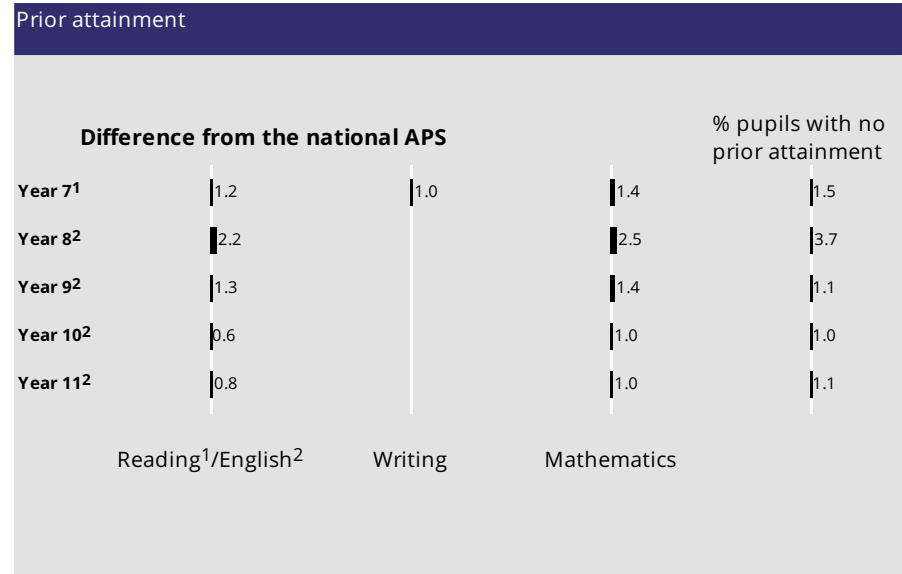 Prior attainment
Difference from the national APS
% pupils with no
prior attainment
Year 7¹ 1.2 1.0 1.4 1.5
Year 8² 2.2 2.5 3.7
Year 9² 1.3 1.4 1.1
Year 10² 0.6 1.0 1.0
Year 11² 0.8 1.0 1.1
Reading¹/English² Writing Mathematics